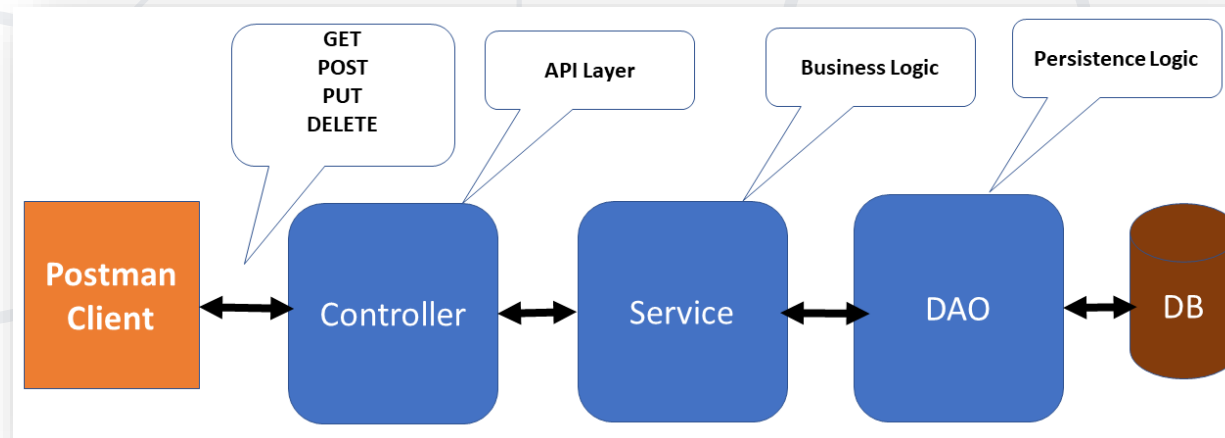 GET
POST
PUT
DELETE
API Layer
Business Logic
Persistence Logic
Postman
Client
Controller
Service
DAO
DB